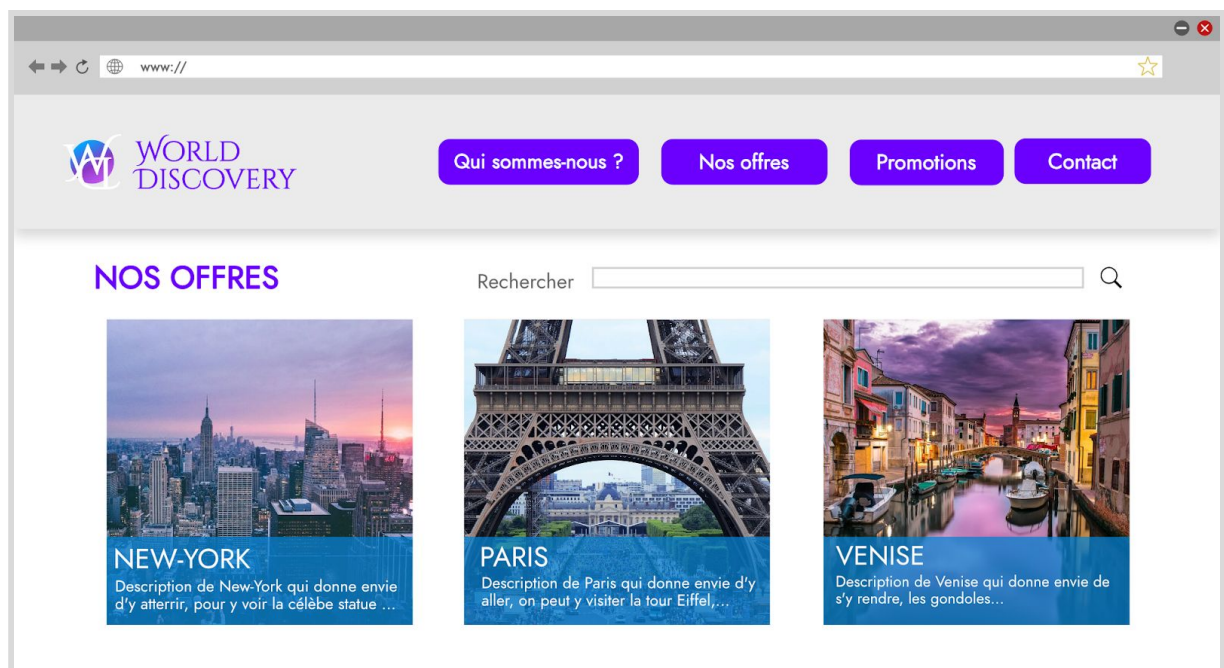 www://
WORLD
DISCOVERY
Qui sommes-nous ?
Nos offres
Promotions
Contact
NOS OFFRES
Rechercher
NEW-YORK
Description de New-York qui donne envie
d'y atterrir, pour y voir la célèbe statue ...
PARIS
Description de Paris qui donne envie d'y
aller, on peut y visiter la tour Eiffel,...
VENISE
Description de Venise qui donne envie de
s'y rendre, les gondoles...